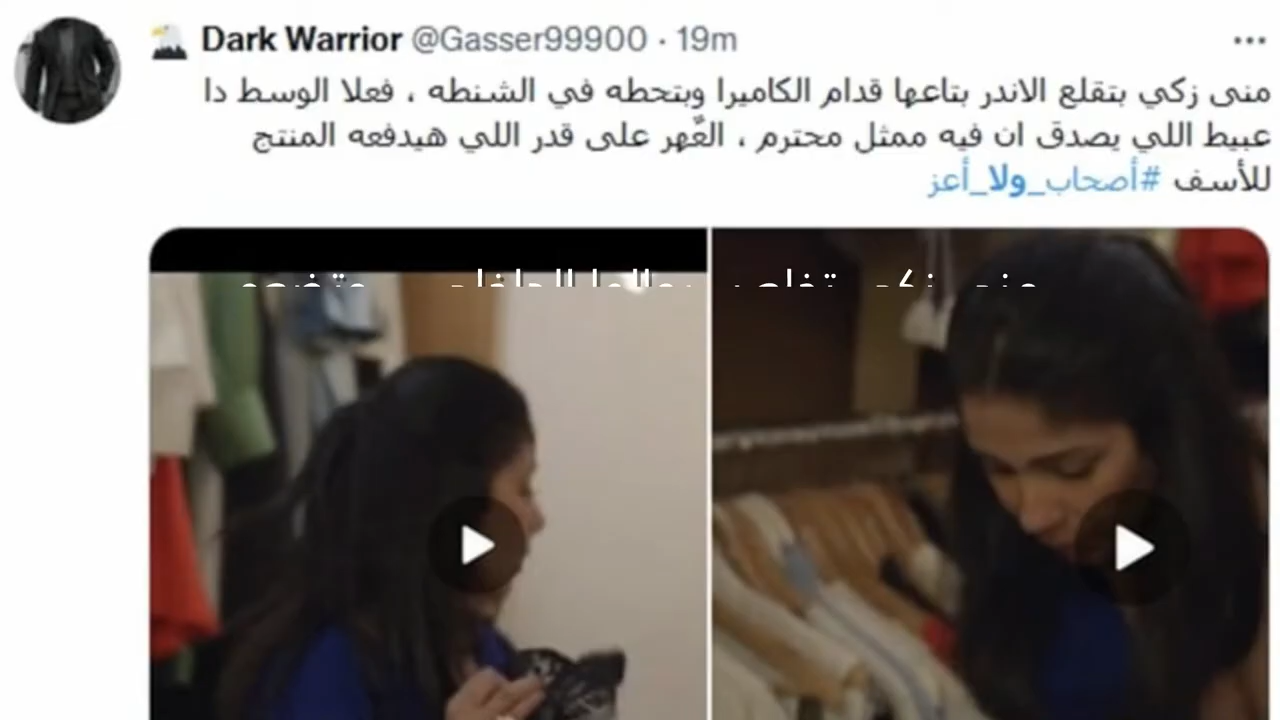 Dark Warrior @Gasser99900 · 19m
منى زكي بتقلع الاندر بتاعها قدام الكاميرا وبتحطه في الشنطه ، فعلا الوسط دا
عبيط اللي يصدق ان فيه ممثل محترم ، العٌهر على قدر اللي هيدفعه المنتج
للأسف #أصحاب_ولا_أعز